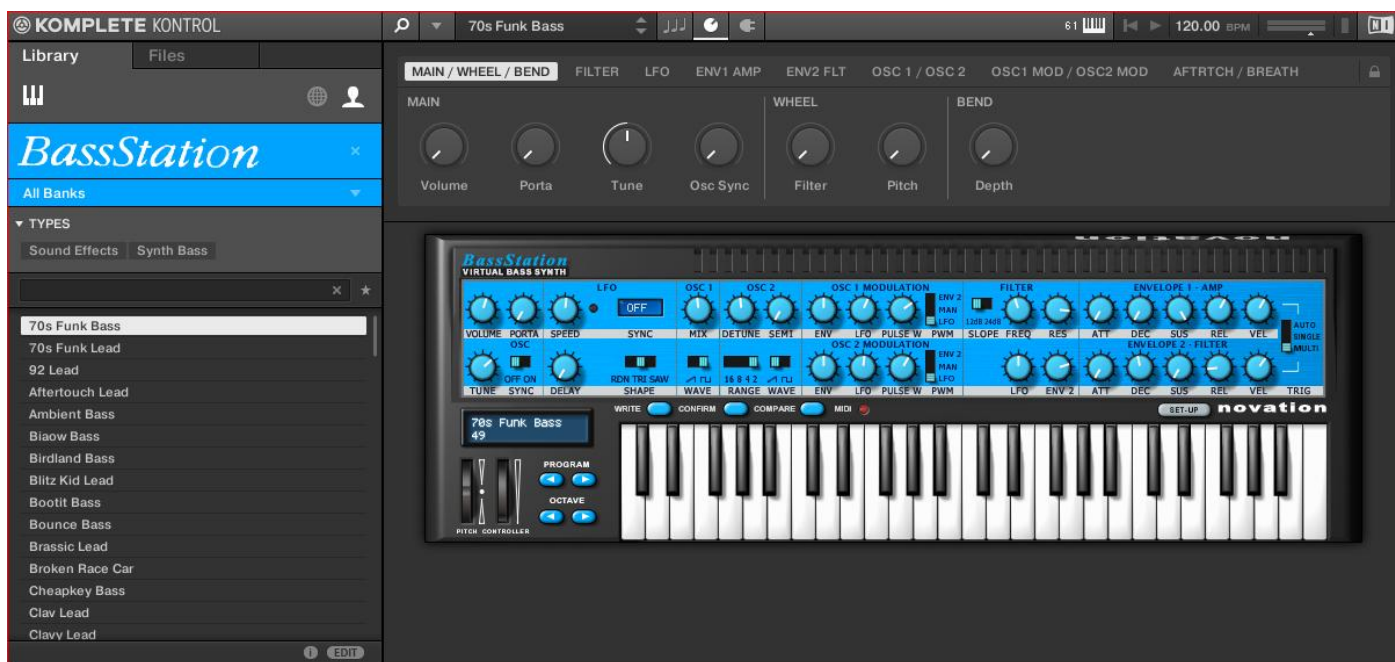 KOMPLETE KONTROL
70s Funk Bass
61
120.00 BPM
NI
Library
Files
BassStation
All Banks
TYPES
Sound Effects
Synth Bass
70s Funk Bass
70s Funk Lead
92 Lead
Aftertouch Lead
Ambient Bass
Biaow Bass
Birdland Bass
Blitz Kid Lead
Bootit Bass
Bounce Bass
Brassic Lead
Broken Race Car
Cheapkey Bass
Clav Lead
Clavy Lead
EDIT
MAIN / WHEEL / BEND FILTER LFO ENV1 AMP ENV2 FLT OSC 1 / OSC 2 OSC1 MOD / OSC2 MOD AFTRTCH / BREATH
MAIN WHEEL BEND
Volume Porta Tune Osc Sync Filter Pitch Depth
novation
BassStation
VIRTUAL BASS SYNTH
LFO OSC 1 OSC 2 OSC 1 MODULATION FILTER ENVELOPE 1 - AMP
OFF
ENV 2
MAN
LFO
12dB 24dB
VOLUME PORTA SPEED SYNC MIX DETUNE SEMI ENV LFO PULSE W PWM SLOPE FREQ RES ATT DEC SUS REL VEL
AUTO
SINGLE
MULTI
OSC OSC 2 MODULATION ENVELOPE 2 - FILTER
ENV 2
MAN
LFO
OFF ON RDN TRI SAW 16 8 4 2
TUNE SYNC DELAY SHAPE WAVE RANGE WAVE ENV LFO PULSE W PWM LFO ENV 2 ATT DEC SUS REL VEL TRIG
WRITE CONFIRM COMPARE MIDI SET-UP novation
70s Funk Bass
49
PROGRAM
OCTAVE
PITCH CONTROLLER